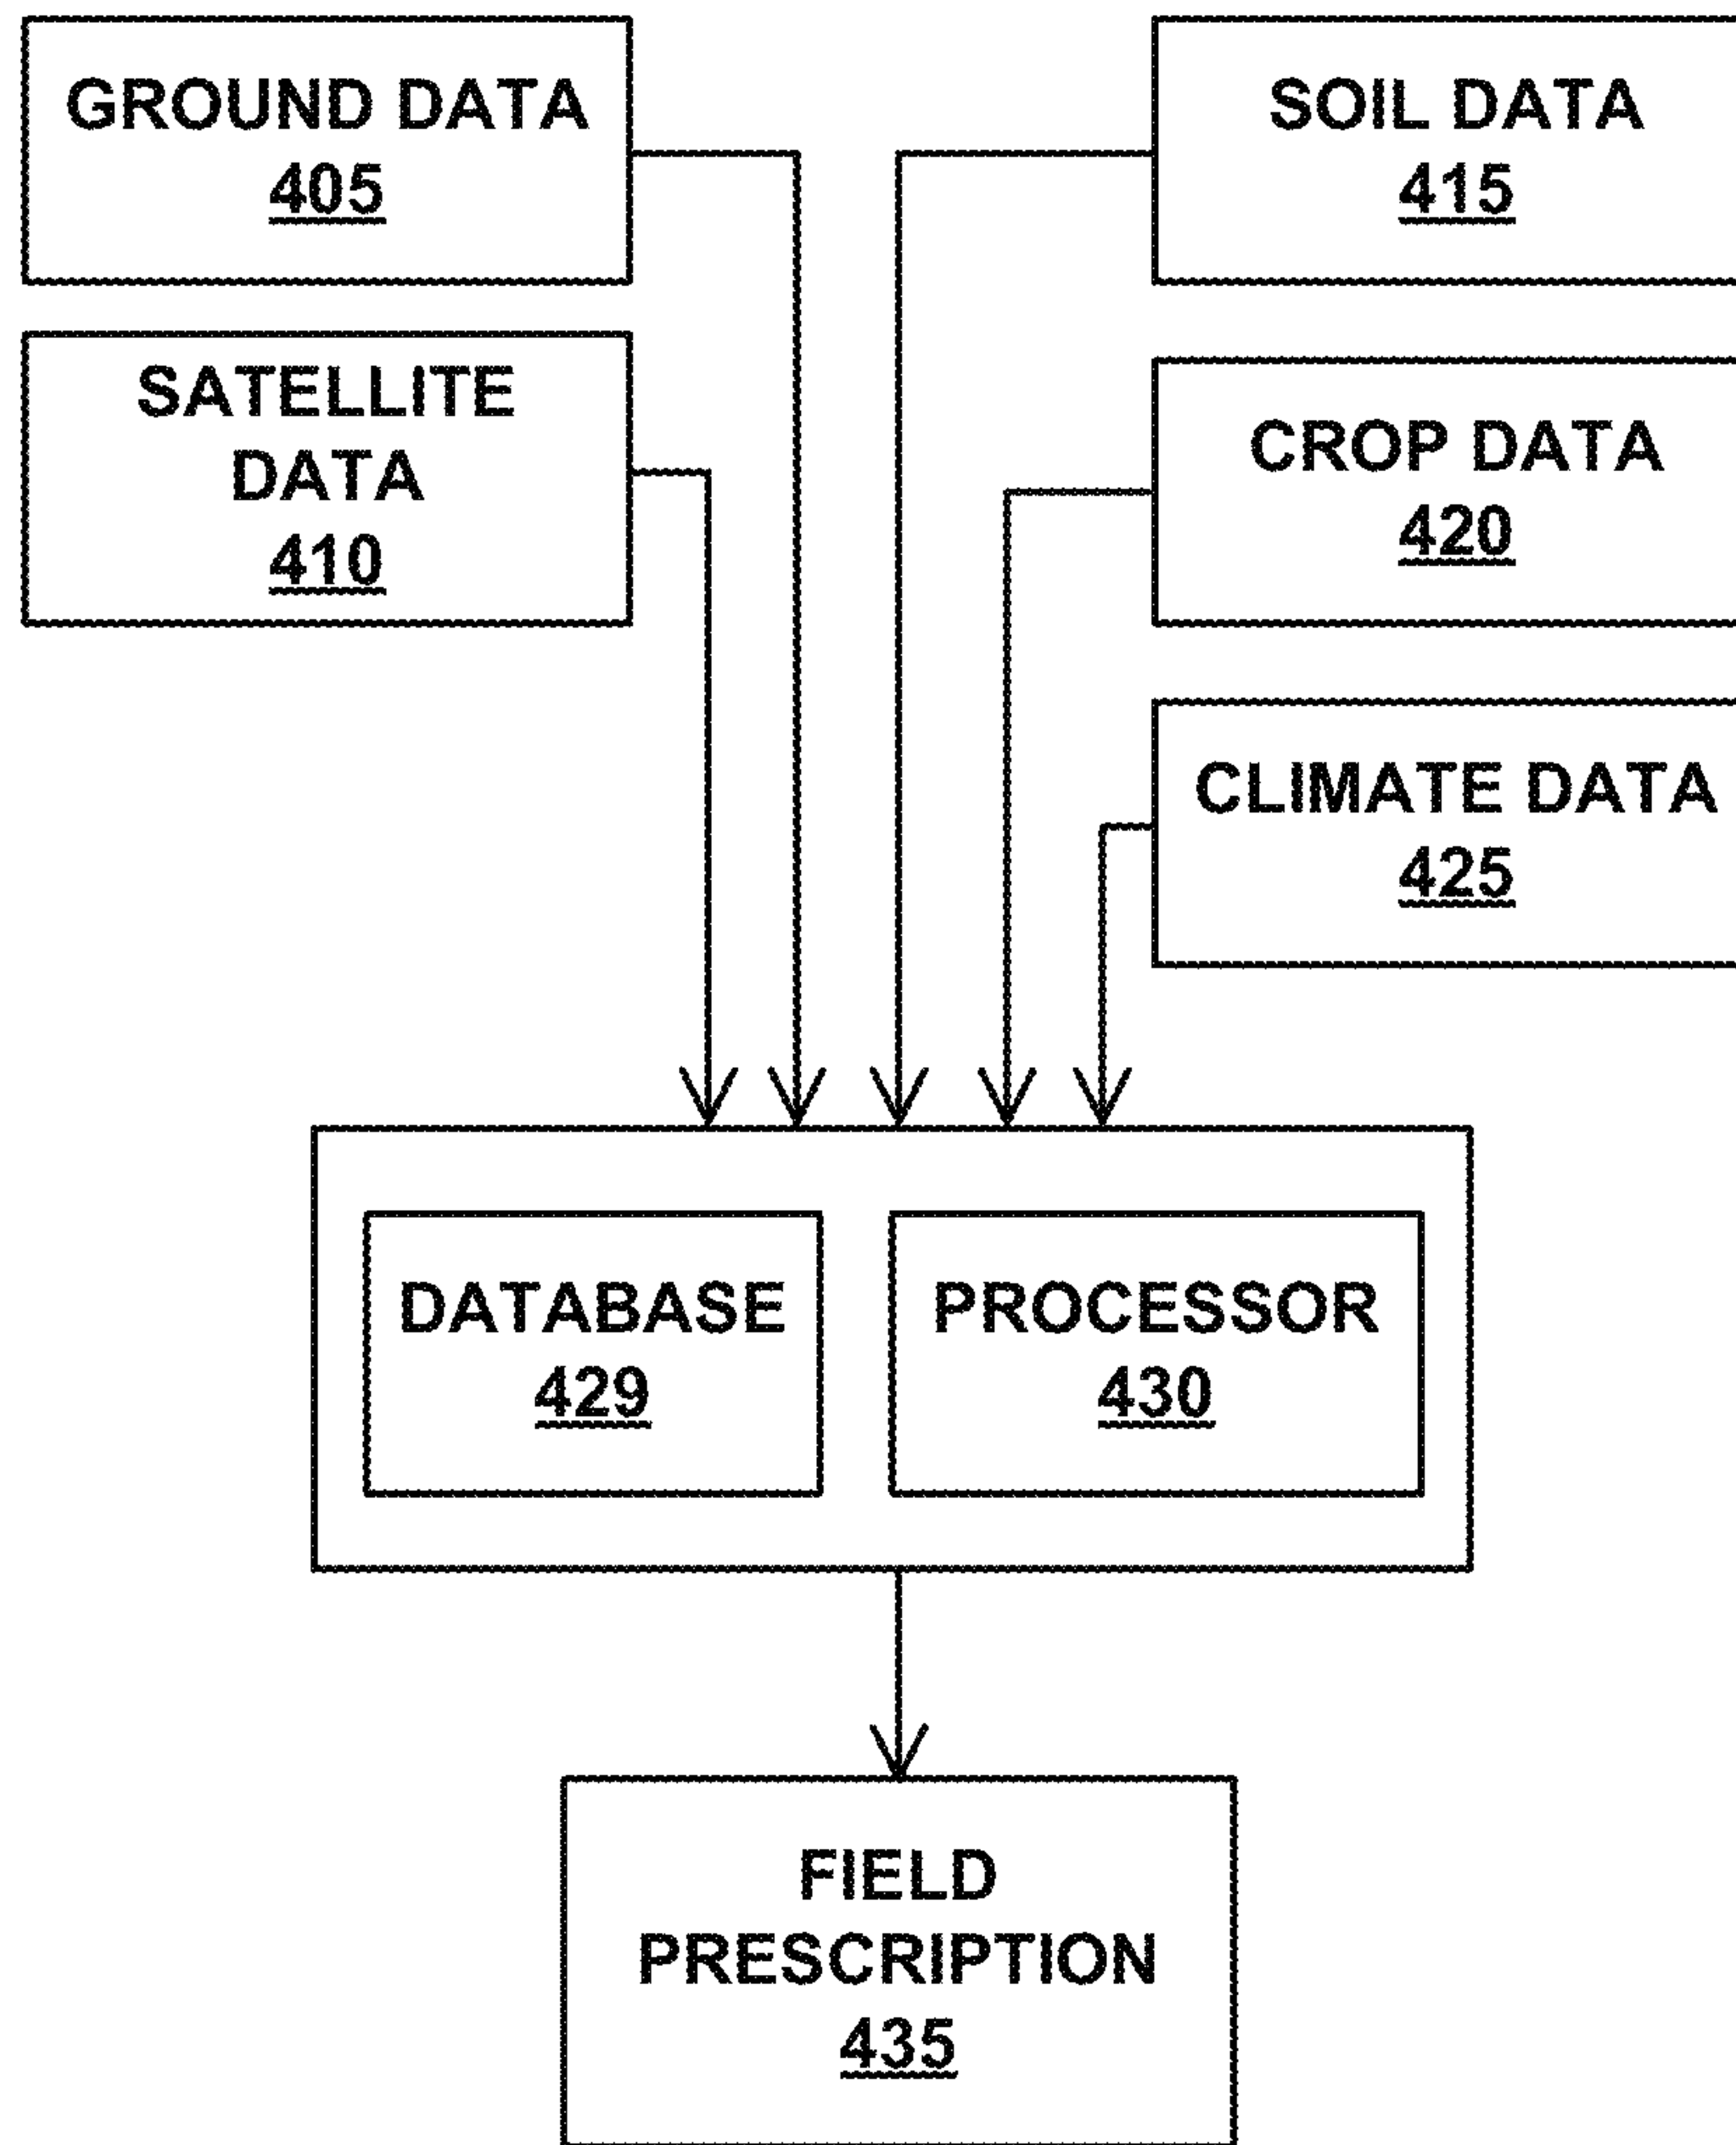 GROUND DATA
405
SATELLITE
DATA
410
SOIL DATA
415
CROP DATA
420
CLIMATE DATA
425
DATABASE
429
PROCESSOR
430
FIELD
PRESCRIPTION
435